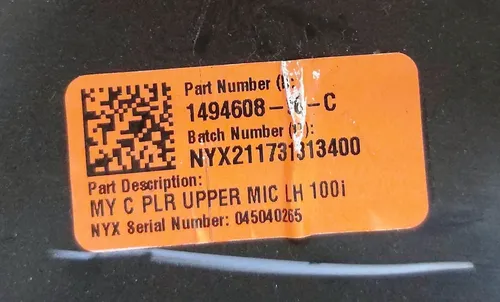 Part Number
1494608- -C
Batch Number
NYX211731313400
Part Description:
MY C PLR UPPER MIC LH 100i
NYX Serial Number: 045040265